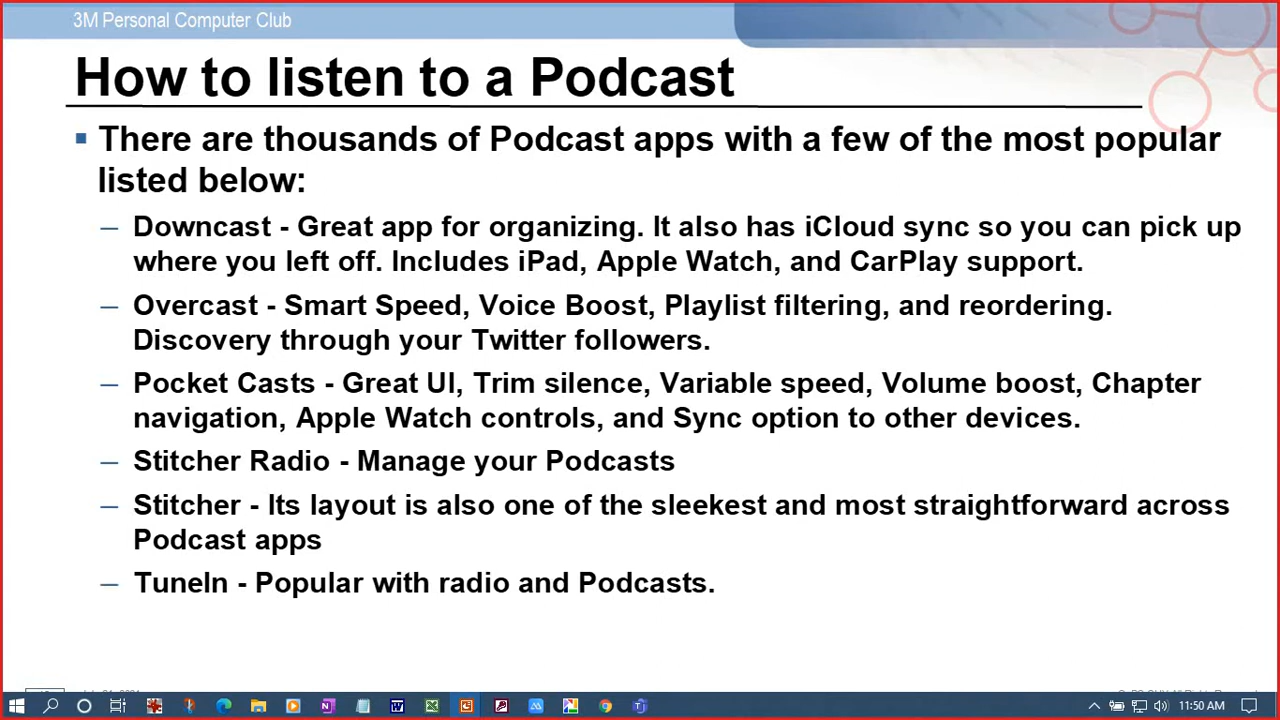 3M Personal Computer Club
How to listen to a Podcast
There are thousands of Podcast apps with a few of the most popular
listed below:
– Downcast - Great app for organizing. It also has iCloud sync so you can pick up
where you left off. Includes iPad, Apple Watch, and CarPlay support.
– Overcast - Smart Speed, Voice Boost, Playlist filtering, and reordering.
Discovery through your Twitter followers.
– Pocket Casts - Great UI, Trim silence, Variable speed, Volume boost, Chapter
navigation, Apple Watch controls, and Sync option to other devices.
– Stitcher Radio - Manage your Podcasts
– Stitcher - Its layout is also one of the sleekest and most straightforward across
Podcast apps
– TuneIn - Popular with radio and Podcasts.
11:50 AM